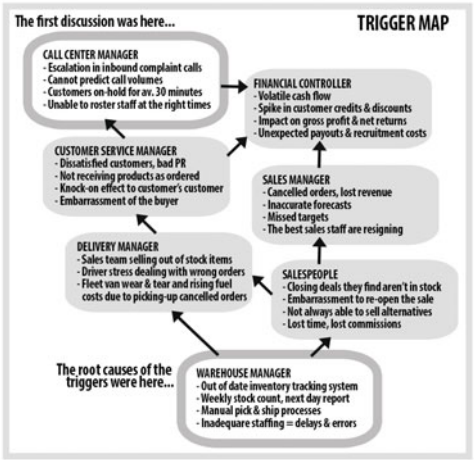 The first discussion was here...
TRIGGER MAP
CALL CENTER MANAGER
- Escalation in inbound complaint calls
- Cannot predict call volumes
- Customers on-hold for av. 30 minutes
- Unable to roster staff at the right times
FINANCIAL CONTROLLER
- Volatile cash flow
- Spike in customer credits & discounts
- Impact on gross profit & net returns
- Unexpected payouts & recruitment costs
CUSTOMER SERVICE MANAGER
- Dissatisfied customers, bad PR
- Not receiving products as ordered
- Knock-on effect to customer's customer
- Embarrassment of the buyer
SALES MANAGER
- Cancelled orders, lost revenue
- Inaccurate forecasts
- Missed targets
- The best sales staff are resigning
DELIVERY MANAGER
- Sales team selling out of stock items
- Driver stress dealing with wrong orders
- Fleet van wear & tear and rising fuel
costs due to picking-up cancelled orders
SALESPEOPLE
- Closing deals they find aren't in stock
- Embarrassment to re-open the sale
- Not always able to sell alternatives
- Lost time, lost commissions
The root causes of the
triggers were here...
WAREHOUSE MANAGER
- Out of date inventory tracking system
- Weekly stock count, next day report
- Manual pick & ship processes
- Inadequare staffing = delays & errors